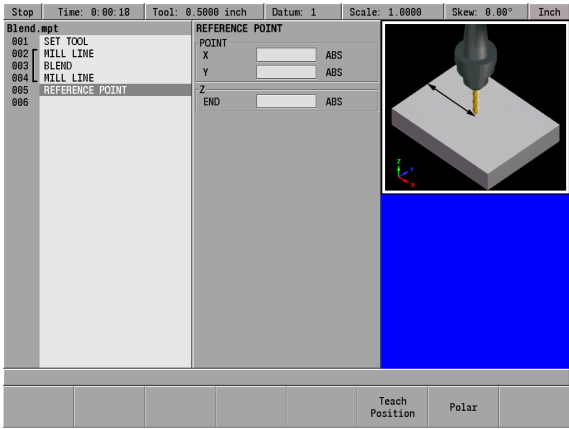 Stop Time: 0:00:18 Tool: 0.5000 inch Datum: 1 Scale: 1.0000 Skew: 0.00° Inch
Blend.mpt
001 SET TOOL
002 MILL LINE
003 BLEND
004 MILL LINE
005 REFERENCE POINT
006
REFERENCE POINT
POINT
X ABS
Y ABS
Z
END ABS
Z
Y
X
Teach
Position
Polar